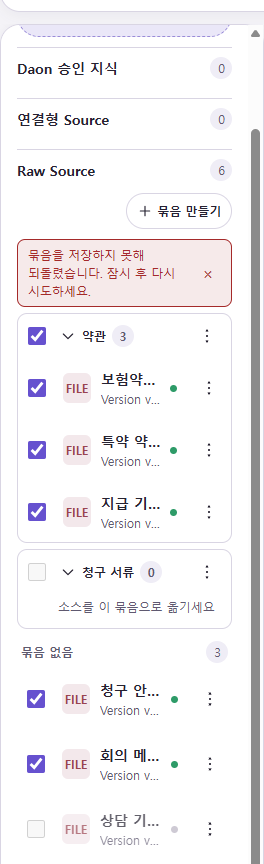 Daon 승인 지식 0
연결형 Source 0
Raw Source 6
+ 묶음 만들기
묶음을 저장하지 못해
되돌렸습니다. 잠시 후 다시
시도하세요.
약관 3
FILE 보험약...
Version v...
FILE 특약 약...
Version v...
FILE 지급 기...
Version v...
청구 서류 0
소스를 이 묶음으로 옮기세요
묶음 없음 3
FILE 청구 안...
Version v...
FILE 회의 메...
Version v...
FILE 상담 기...
Version v...